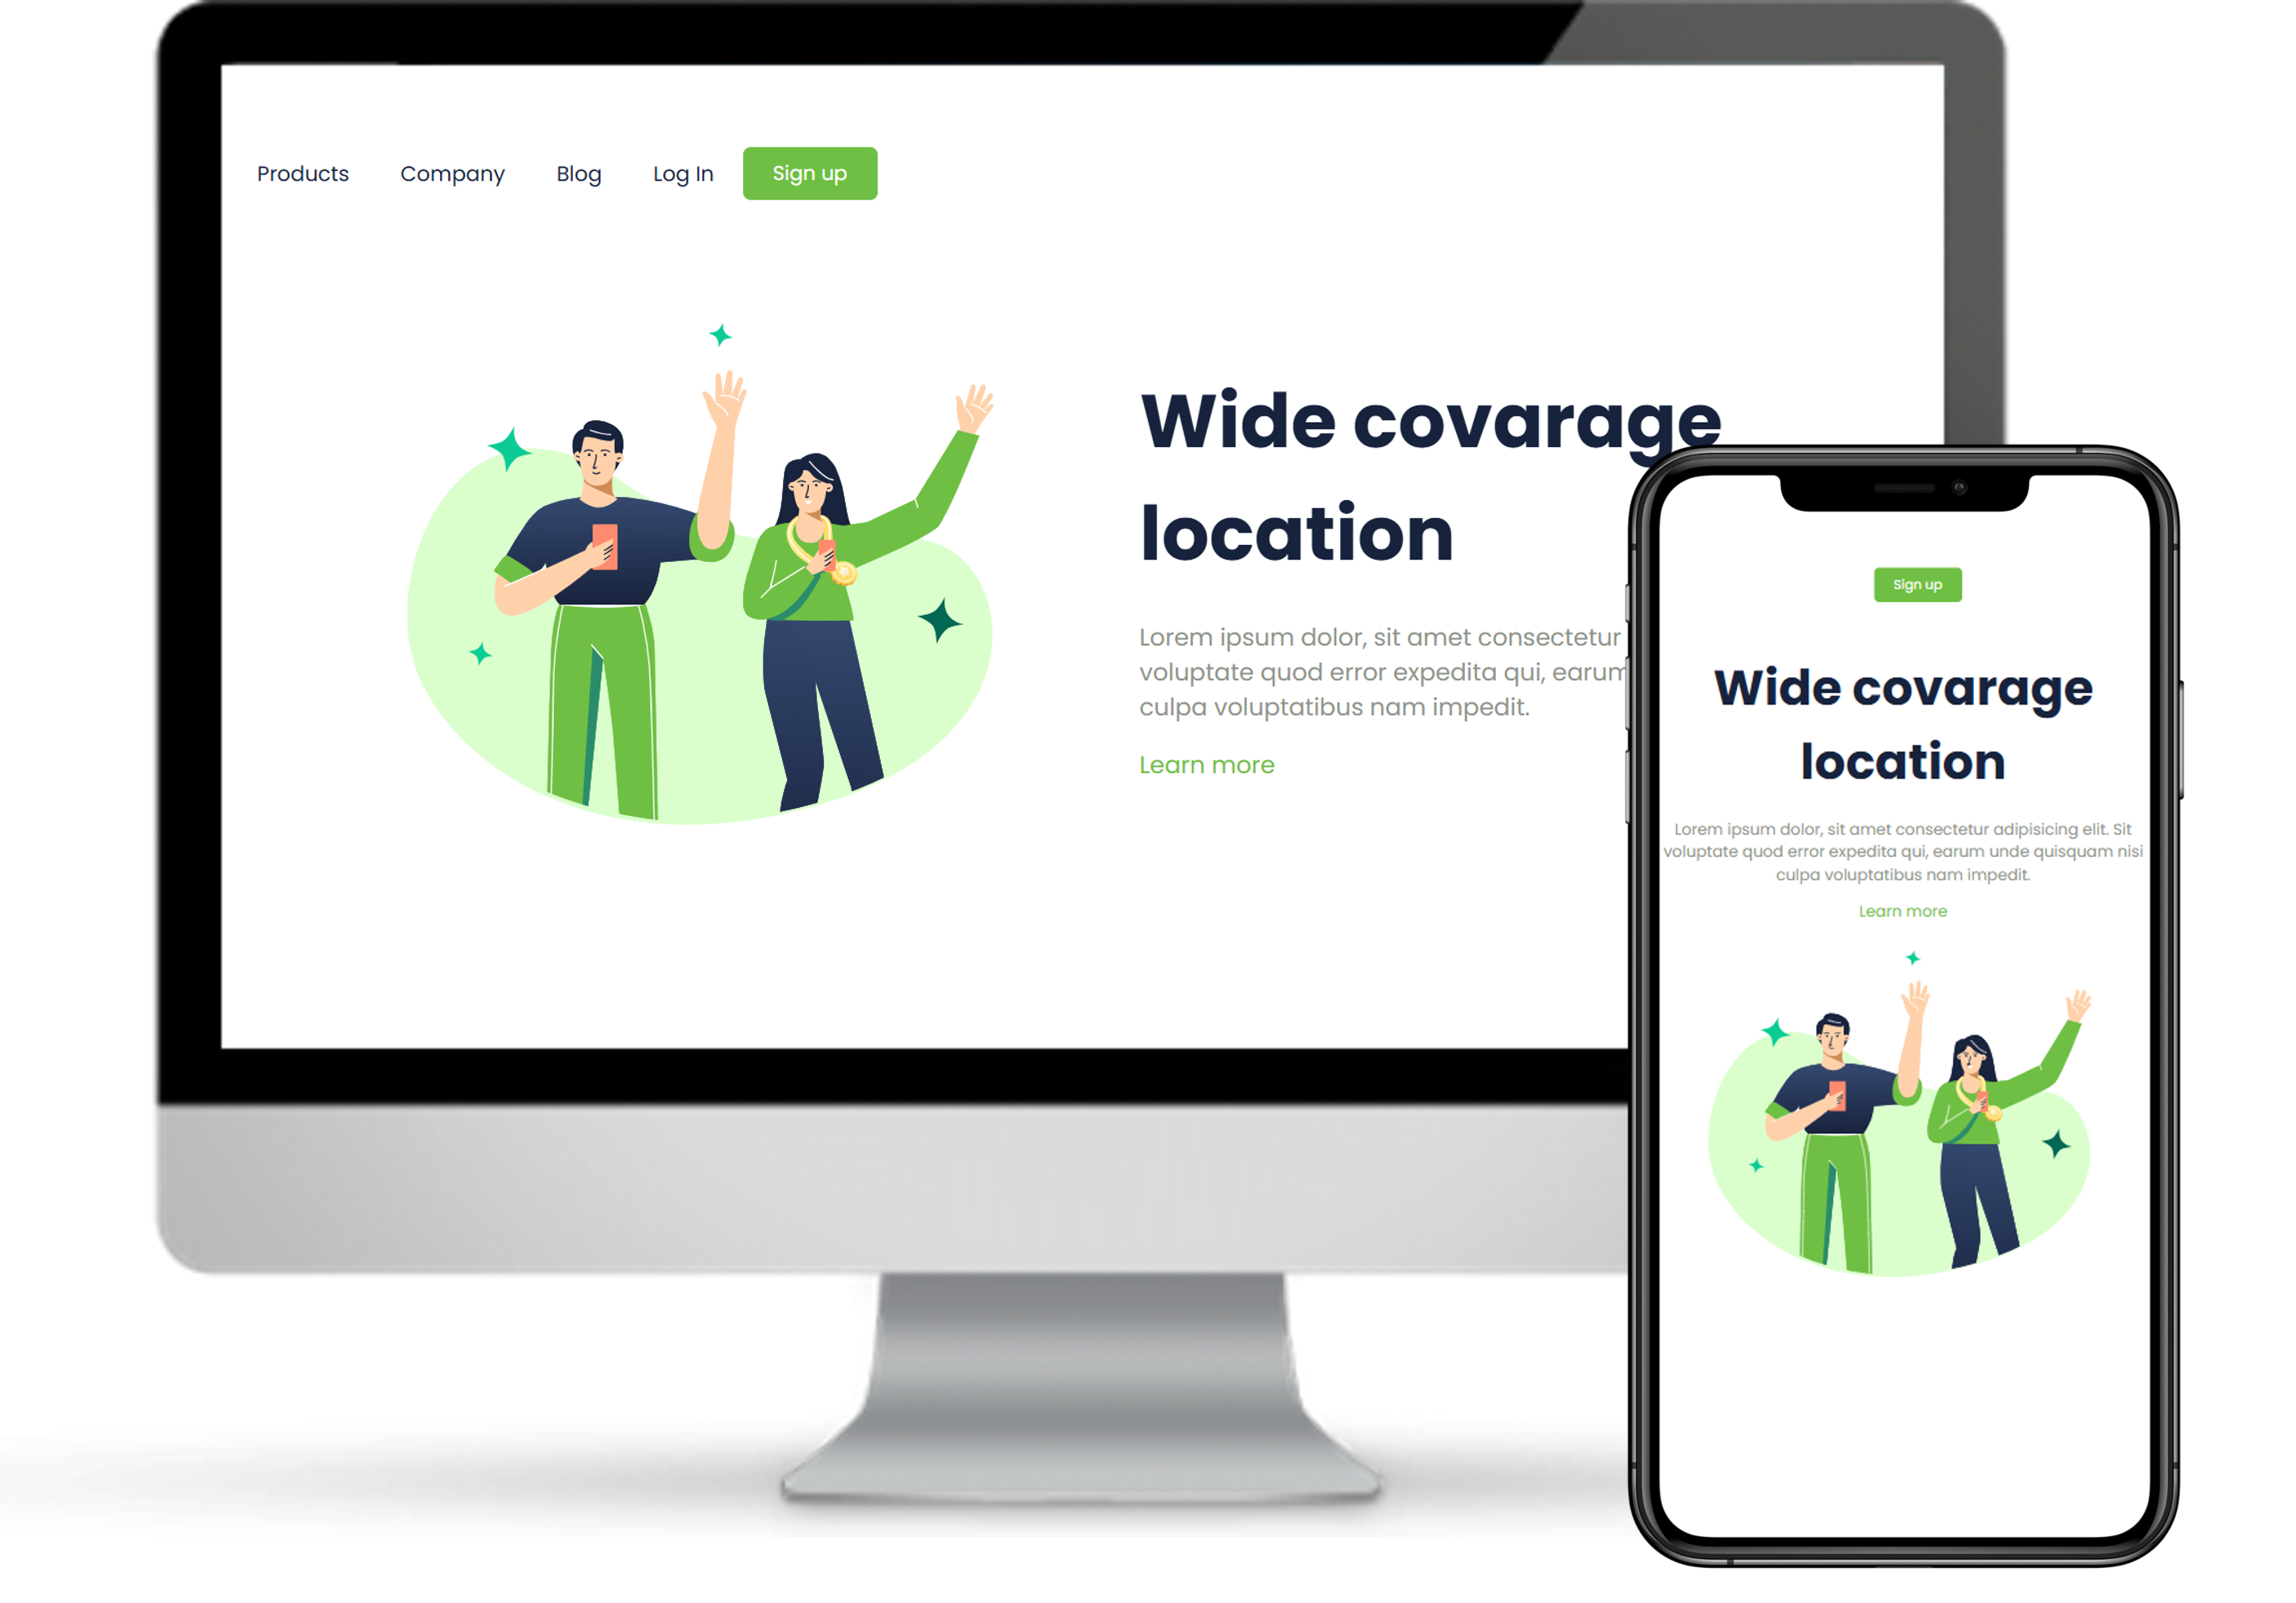 Products Company Blog Log In Sign up
Wide covarage
location
Lorem ipsum dolor, sit amet consectetur
voluptate quod error expedita qui, earum
culpa voluptatibus nam impedit.
Learn more
Sign up
Wide covarage
location
Lorem ipsum dolor, sit amet consectetur adipisicing elit. Sit
voluptate quod error expedita qui, earum unde quisquam nisi
culpa voluptatibus nam impedit.
Learn more